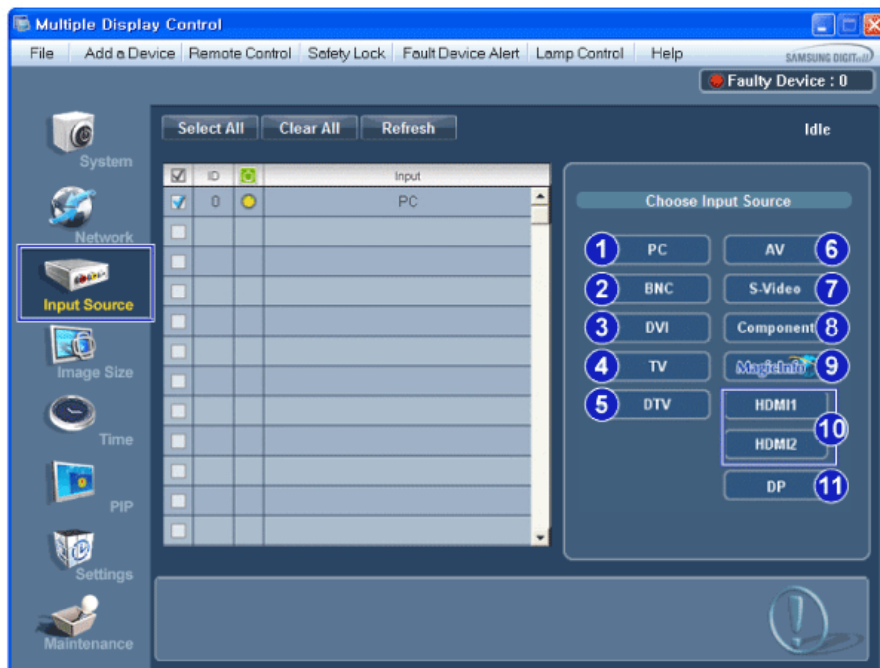 Multiple Display Control
File Add a Device Remote Control Safety Lock Fault Device Alert Lamp Control Help
SAMSUNG DIGIT...
Faulty Device : 0
Select All Clear All Refresh
Idle
System
Network
Input Source
Image Size
Time
PIP
Settings
Maintenance
ID Input
0 PC
Choose Input Source
1 PC AV 6
2 BNC S-Video 7
3 DVI Component 8
4 TV MagicInfo 9
5 DTV HDMI1
10
HDMI2
DP 11